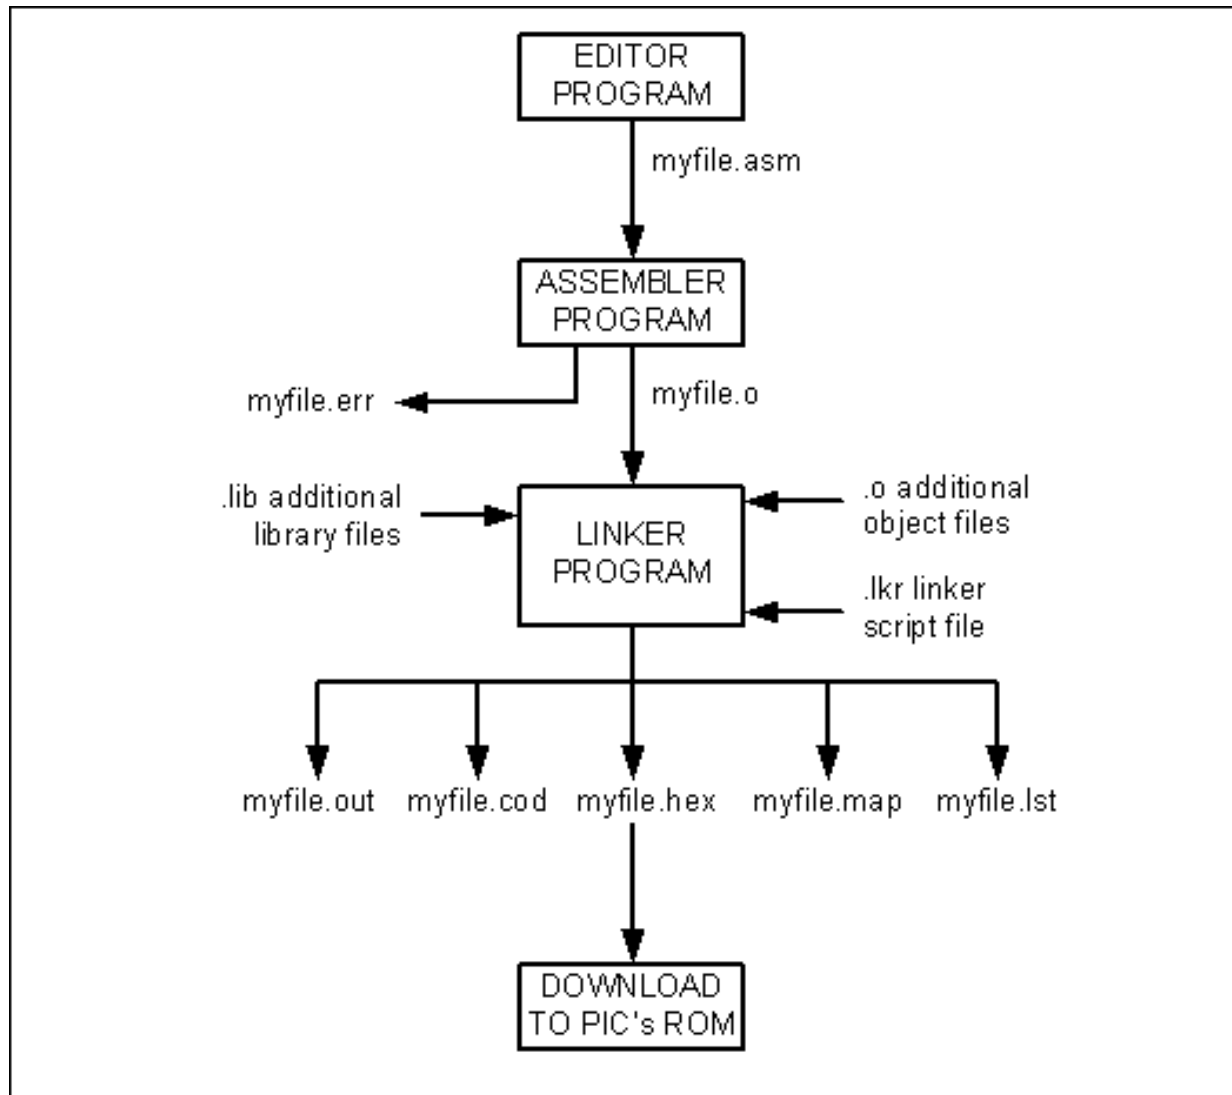 EDITOR
PROGRAM
myfile.asm
ASSEMBLER
PROGRAM
myfile.err
myfile.o
.lib additional
library files
LINKER
PROGRAM
.o additional
object files
.lkr linker
script file
myfile.out
myfile.cod
myfile.hex
myfile.map
myfile.lst
DOWNLOAD
TO PIC's ROM